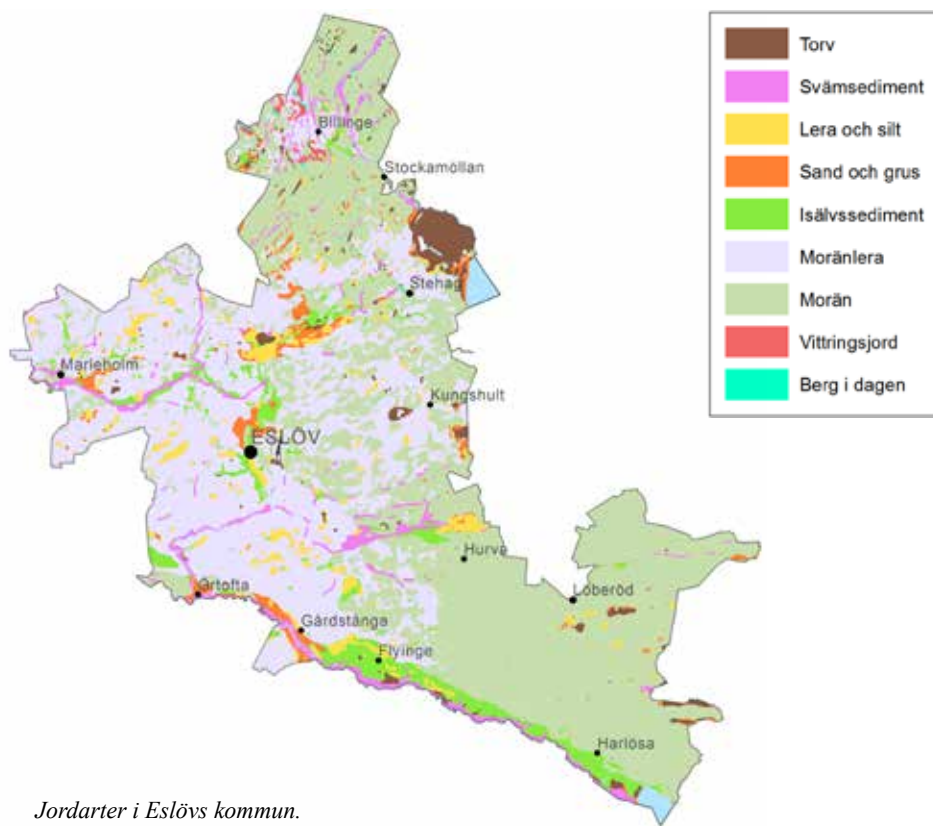 Torv
Svämsediment
Lera och silt
Sand och grus
Isälvssediment
Moränlera
Morän
Vittringsjord
Berg i dagen
Billinge
Stockamöllan
Stehag
Marieholm
Kungshult
ESLÖV
Hurva
Örtofta
Löberöd
Gårdstånga
Flyinge
Harlösa
Jordarter i Eslövs kommun.